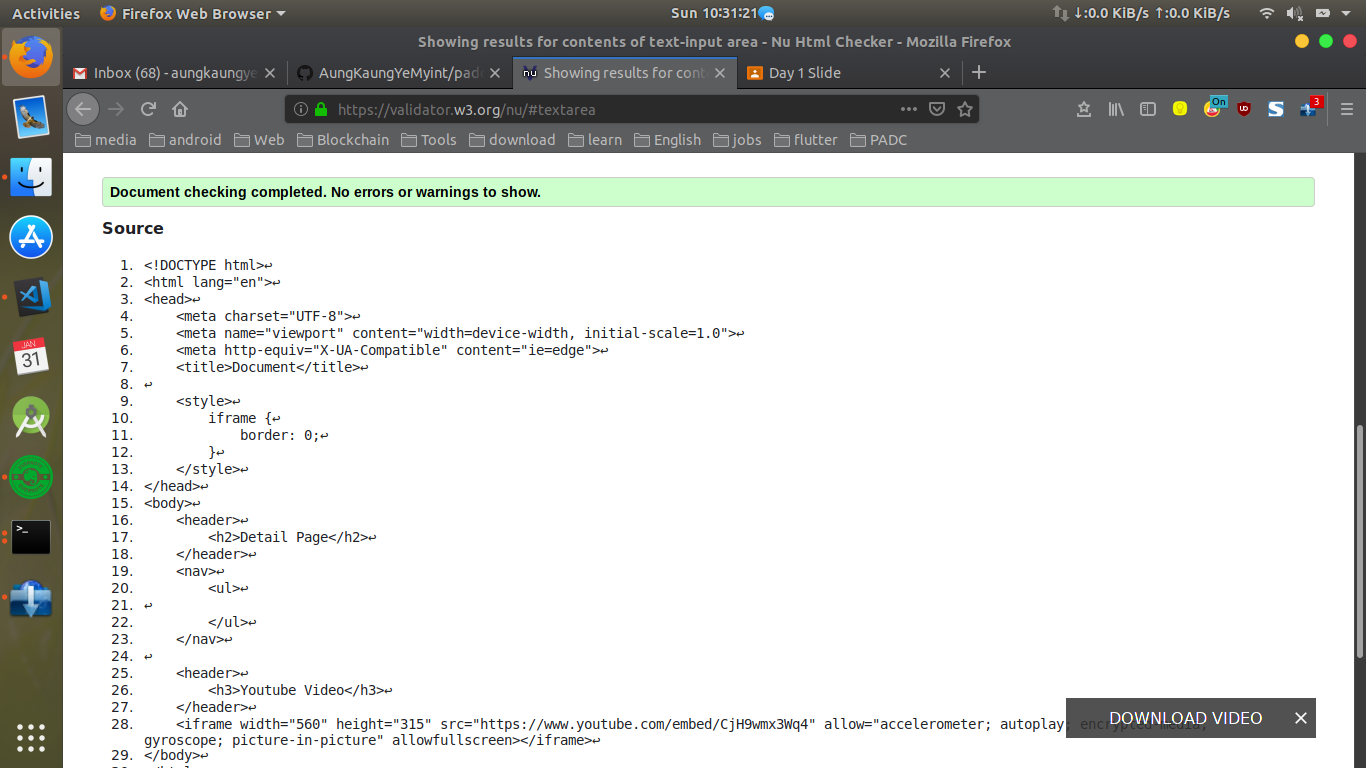 Activities Firefox Web Browser Sun 10:31:21 ↓:0.0 KiB/s ↑:0.0 KiB/s
Showing results for contents of text-input area - Nu Html Checker - Mozilla Firefox
Inbox (68) - aungkaungye AungKaungYeMyint/pad nu Showing results for cont Day 1 Slide
https://validator.w3.org/nu/#textarea On UD S 3
media android Web Blockchain Tools download learn English jobs flutter PADC
Document checking completed. No errors or warnings to show.
Source
1. <!DOCTYPE html>↩
2. <html lang="en">↩
3. <head>↩
4. <meta charset="UTF-8">↩
5. <meta name="viewport" content="width=device-width, initial-scale=1.0">↩
6. <meta http-equiv="X-UA-Compatible" content="ie=edge">↩
7. <title>Document</title>↩
8. ↩
9. <style>↩
10. iframe {↩
11. border: 0;↩
12. }↩
13. </style>↩
14. </head>↩
15. <body>↩
16. <header>↩
17. <h2>Detail Page</h2>↩
18. </header>↩
19. <nav>↩
20. <ul>↩
21. ↩
22. </ul>↩
23. </nav>↩
24. ↩
25. <header>↩
26. <h3>Youtube Video</h3>↩
27. </header>↩
28. <iframe width="560" height="315" src="https://www.youtube.com/embed/CjH9wmx3Wq4" allow="accelerometer; autoplay; encrypted-media;
gyroscope; picture-in-picture" allowfullscreen></iframe>↩
29. </body>↩
DOWNLOAD VIDEO
JAN
31
>_